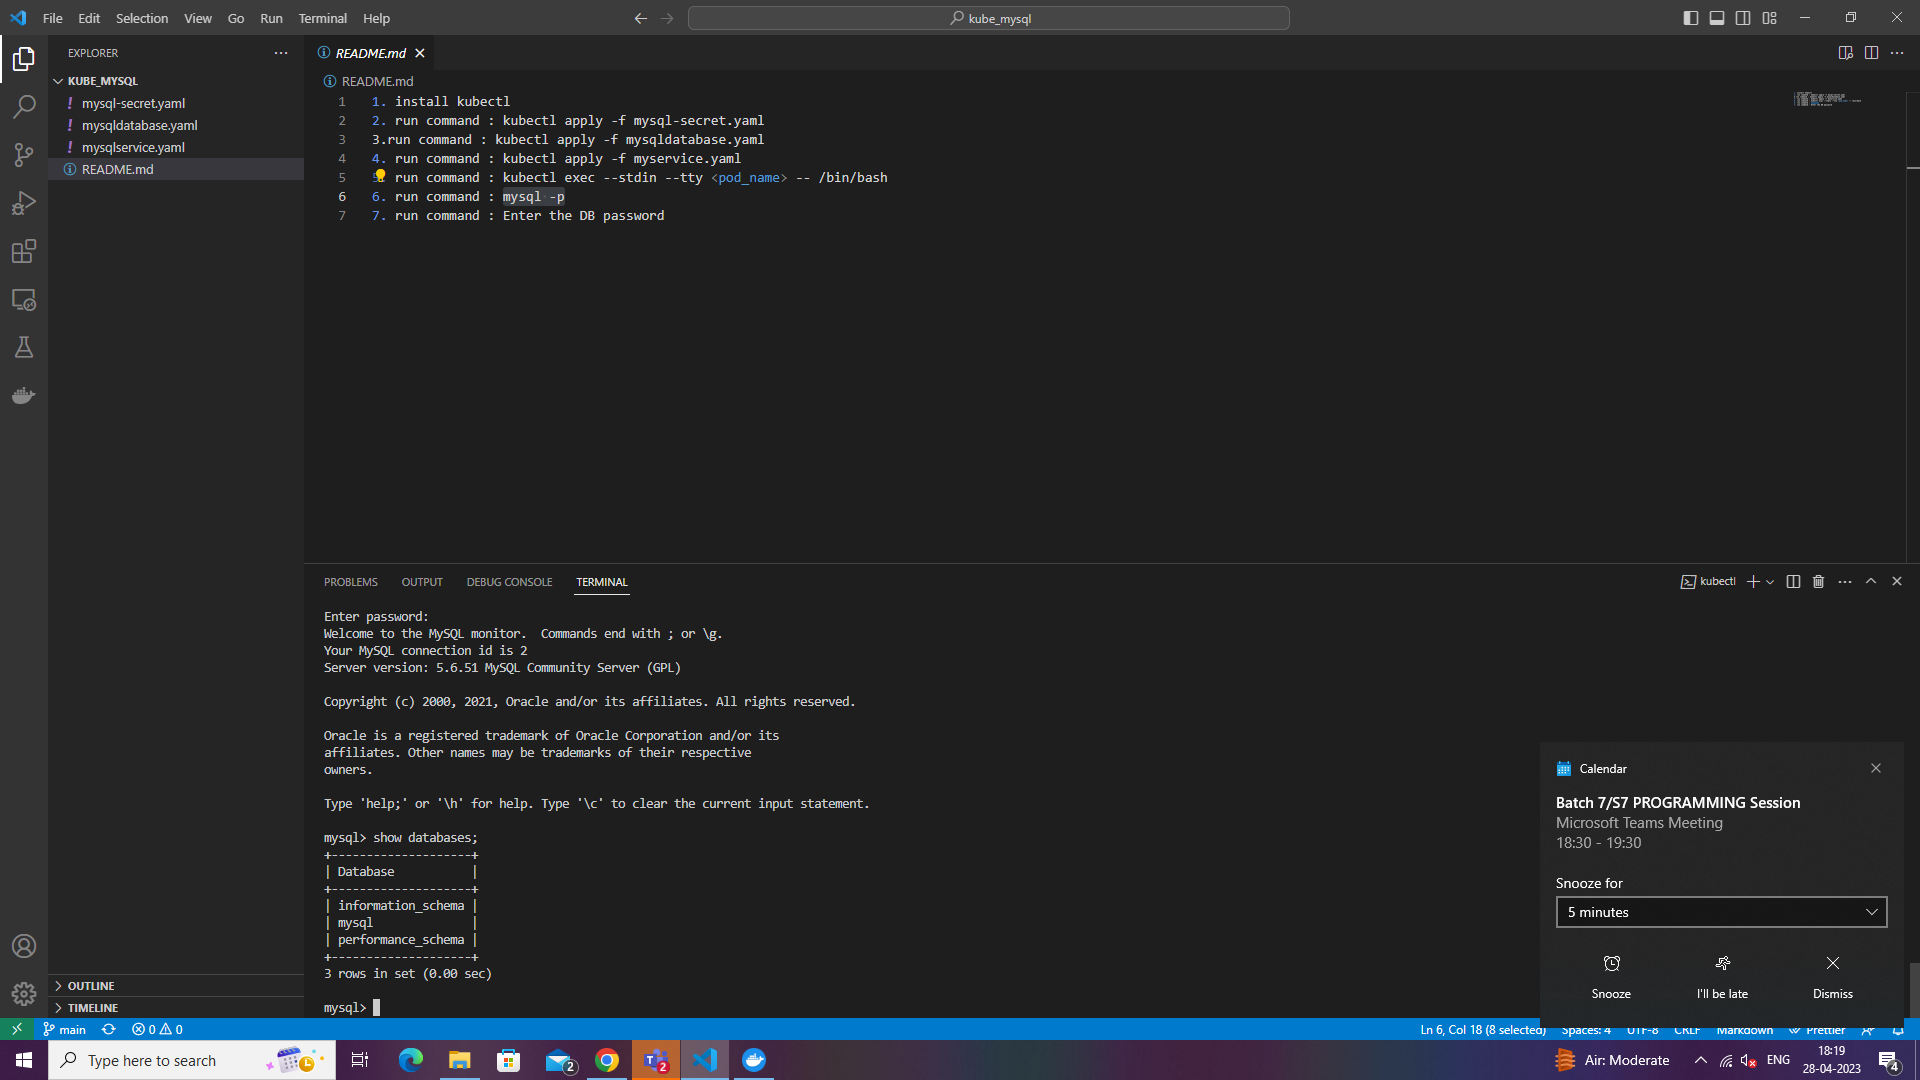 File Edit Selection View Go Run Terminal Help
kube_mysql
EXPLORER
KUBE_MYSQL
! mysql-secret.yaml
! mysqldatabase.yaml
! mysqlservice.yaml
README.md
OUTLINE
TIMELINE
README.md
README.md
1 1. install kubectl
2 2. run command : kubectl apply -f mysql-secret.yaml
3 3.run command : kubectl apply -f mysqldatabase.yaml
4 4. run command : kubectl apply -f myservice.yaml
5 5. run command : kubectl exec --stdin --tty <pod_name> -- /bin/bash
6 6. run command : mysql -p
7 7. run command : Enter the DB password
PROBLEMS OUTPUT DEBUG CONSOLE TERMINAL
kubectl
Enter password:
Welcome to the MySQL monitor.  Commands end with ; or \g.
Your MySQL connection id is 2
Server version: 5.6.51 MySQL Community Server (GPL)
Copyright (c) 2000, 2021, Oracle and/or its affiliates. All rights reserved.
Oracle is a registered trademark of Oracle Corporation and/or its
affiliates. Other names may be trademarks of their respective
owners.
Type 'help;' or '\h' for help. Type '\c' to clear the current input statement.
mysql> show databases;
+--------------------+
| Database           |
+--------------------+
| information_schema |
| mysql              |
| performance_schema |
+--------------------+
3 rows in set (0.00 sec)
mysql>
Calendar
Batch 7/S7 PROGRAMMING Session
Microsoft Teams Meeting
18:30 - 19:30
Snooze for
5 minutes
Snooze I'll be late Dismiss
main 0 0 Ln 6, Col 18 (8 selected) Spaces: 4 UTF-8 CRLF Markdown Prettier
Type here to search
2
2
Air: Moderate
ENG
18:19
28-04-2023
4